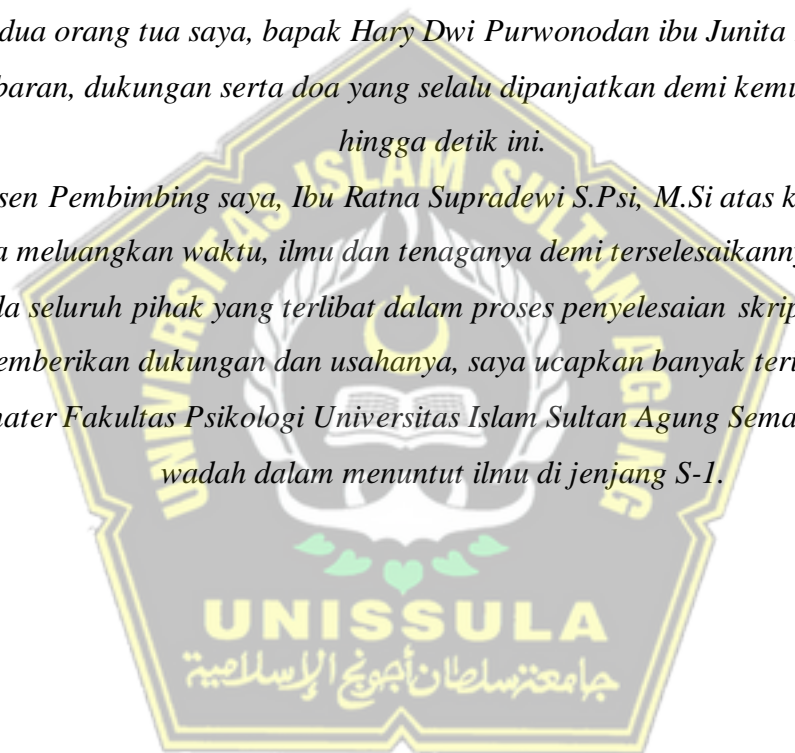 dua orang tua saya, bapak Hary Dwi Purwonodan ibu Junita
baran, dukungan serta doa yang selalu dipanjatkan demi kemu
hingga detik ini.
sen Pembimbing saya, Ibu Ratna Supradewi S.Psi, M.Si atas k
a meluangkan waktu, ilmu dan tenaganya demi terselesaikanny
da seluruh pihak yang terlibat dalam proses penyelesaian skrip
emberikan dukungan dan usahanya, saya ucapkan banyak teri
mater Fakultas Psikologi Universitas Islam Sultan Agung Sema
wadah dalam menuntut ilmu di jenjang S-1.
UNIVERSITAS ISLAM SULTAN AGUNG
UNISSULA
جامعة سلطان أجونج الإسلامية